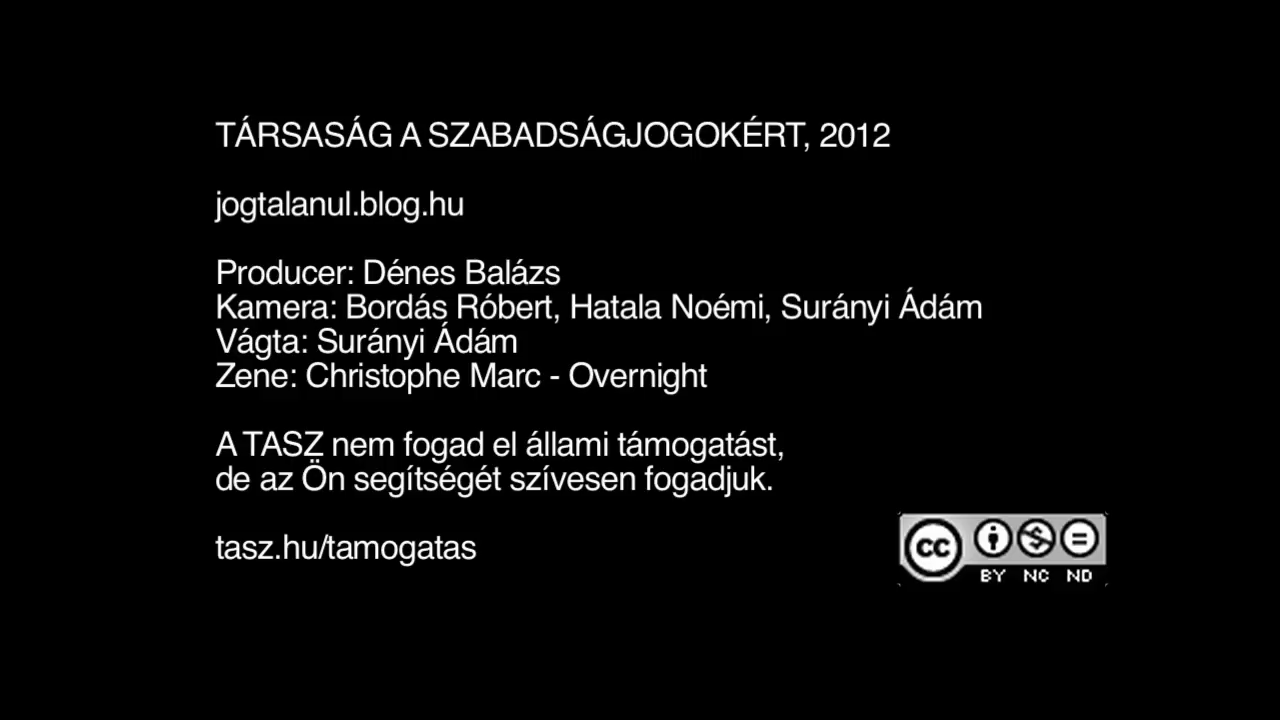 TÁRSASÁG A SZABADSÁGJOGOKÉRT, 2012
jogtalanul.blog.hu
Producer: Dénes Balázs
Kamera: Bordás Róbert, Hatala Noémi, Surányi Ádám
Vágta: Surányi Ádám
Zene: Christophe Marc - Overnight
A TASZ nem fogad el állami támogatást,
de az Ön segítségét szívesen fogadjuk.
tasz.hu/tamogatas
cc
BY NC ND